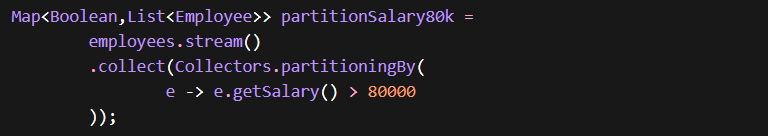 Map<Boolean,List<Employee>> partitionSalary80k =
        employees.stream()
        .collect(Collectors.partitioningBy(
                e -> e.getSalary() > 80000
        ));